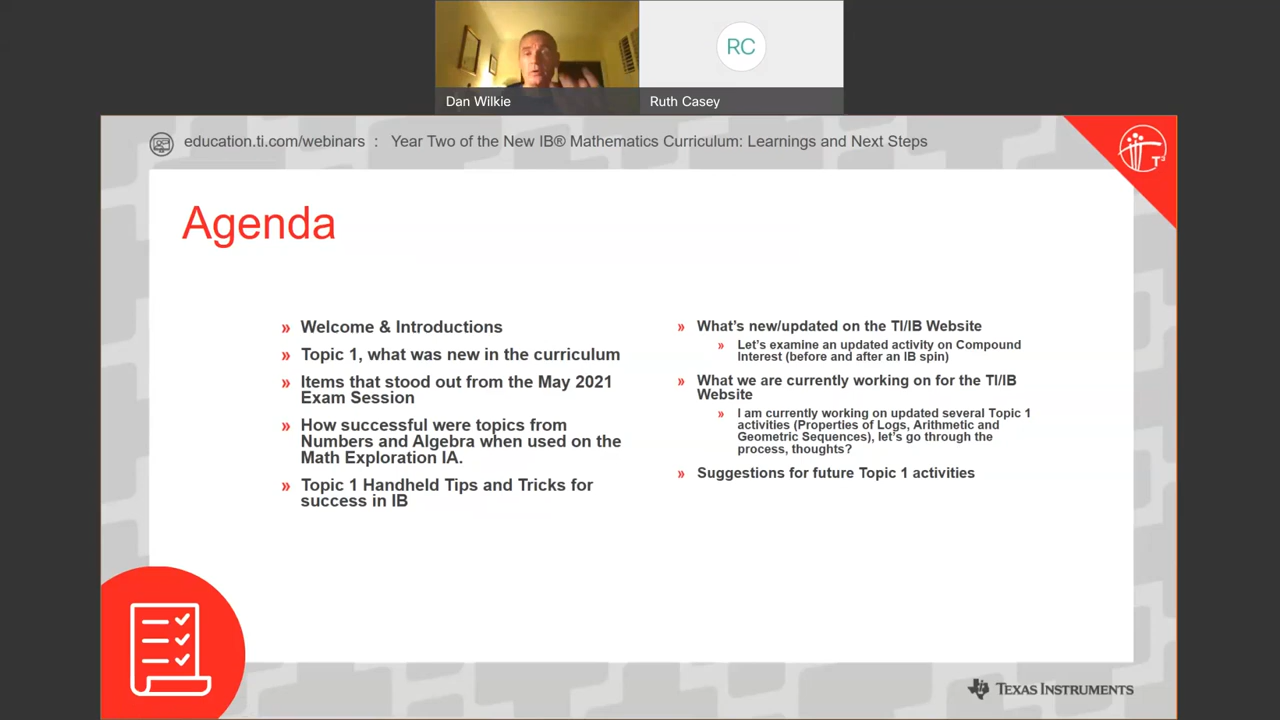 RC
Dan Wilkie
Ruth Casey
education.ti.com/webinars : Year Two of the New IB® Mathematics Curriculum: Learnings and Next Steps
T³
Agenda
» Welcome & Introductions
» Topic 1, what was new in the curriculum
» Items that stood out from the May 2021
Exam Session
» How successful were topics from
Numbers and Algebra when used on the
Math Exploration IA.
» Topic 1 Handheld Tips and Tricks for
success in IB
» What's new/updated on the TI/IB Website
» Let's examine an updated activity on Compound
Interest (before and after an IB spin)
» What we are currently working on for the TI/IB
Website
» I am currently working on updated several Topic 1
activities (Properties of Logs, Arithmetic and
Geometric Sequences), let's go through the
process, thoughts?
» Suggestions for future Topic 1 activities
TEXAS INSTRUMENTS